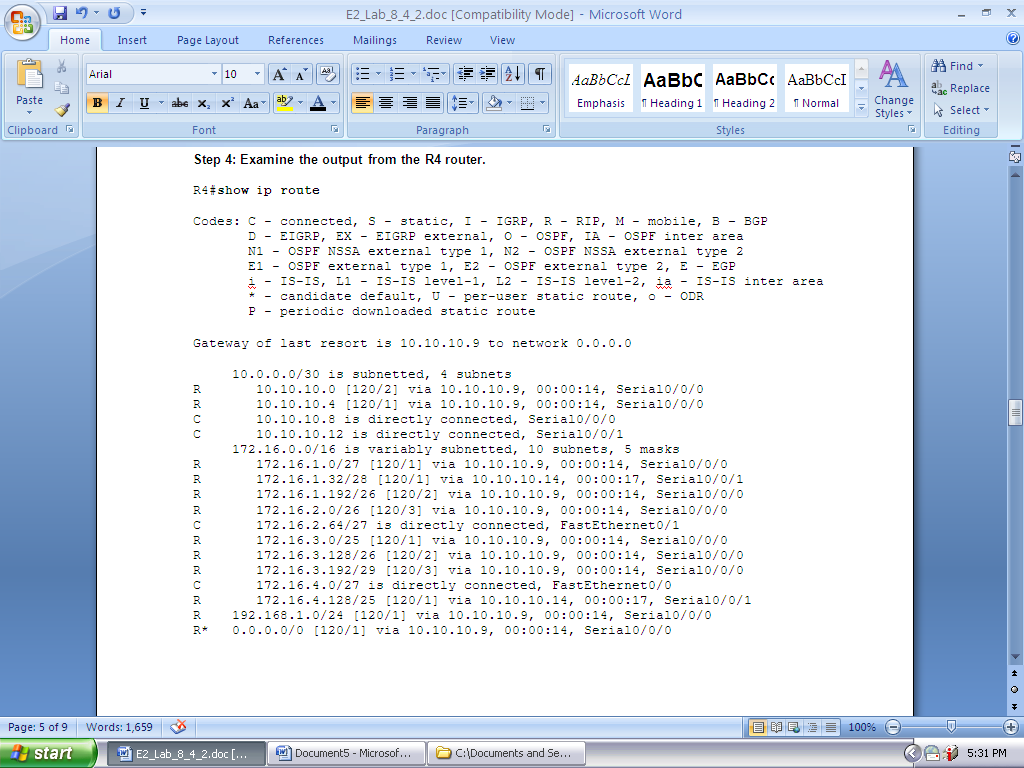 E2_Lab_8_4_2.doc [Compatibility Mode] - Microsoft Word
Home Insert Page Layout References Mailings Review View
Paste
Clipboard
Arial 10
B I U abc x₂ x² Aa
Font
Paragraph
AaBbCcI AaBbC AaBbCc AaBbCcI
Emphasis ¶ Heading 1 ¶ Heading 2 ¶ Normal
Change Styles
Styles
Find
Replace
Select
Editing
Step 4: Examine the output from the R4 router.
R4#show ip route
Codes: C - connected, S - static, I - IGRP, R - RIP, M - mobile, B - BGP
D - EIGRP, EX - EIGRP external, O - OSPF, IA - OSPF inter area
N1 - OSPF NSSA external type 1, N2 - OSPF NSSA external type 2
E1 - OSPF external type 1, E2 - OSPF external type 2, E - EGP
i - IS-IS, L1 - IS-IS level-1, L2 - IS-IS level-2, ia - IS-IS inter area
* - candidate default, U - per-user static route, o - ODR
P - periodic downloaded static route
Gateway of last resort is 10.10.10.9 to network 0.0.0.0
10.0.0.0/30 is subnetted, 4 subnets
R 10.10.10.0 [120/2] via 10.10.10.9, 00:00:14, Serial0/0/0
R 10.10.10.4 [120/1] via 10.10.10.9, 00:00:14, Serial0/0/0
C 10.10.10.8 is directly connected, Serial0/0/0
C 10.10.10.12 is directly connected, Serial0/0/1
172.16.0.0/16 is variably subnetted, 10 subnets, 5 masks
R 172.16.1.0/27 [120/1] via 10.10.10.9, 00:00:14, Serial0/0/0
R 172.16.1.32/28 [120/1] via 10.10.10.14, 00:00:17, Serial0/0/1
R 172.16.1.192/26 [120/2] via 10.10.10.9, 00:00:14, Serial0/0/0
R 172.16.2.0/26 [120/3] via 10.10.10.9, 00:00:14, Serial0/0/0
C 172.16.2.64/27 is directly connected, FastEthernet0/1
R 172.16.3.0/25 [120/1] via 10.10.10.9, 00:00:14, Serial0/0/0
R 172.16.3.128/26 [120/2] via 10.10.10.9, 00:00:14, Serial0/0/0
R 172.16.3.192/29 [120/3] via 10.10.10.9, 00:00:14, Serial0/0/0
C 172.16.4.0/27 is directly connected, FastEthernet0/0
R 172.16.4.128/25 [120/1] via 10.10.10.14, 00:00:17, Serial0/0/1
R 192.168.1.0/24 [120/1] via 10.10.10.9, 00:00:14, Serial0/0/0
R* 0.0.0.0/0 [120/1] via 10.10.10.9, 00:00:14, Serial0/0/0
Page: 5 of 9 Words: 1,659 100%
start E2_Lab_8_4_2.doc [... Document5 - Microsof... C:\Documents and Se... 5:31 PM